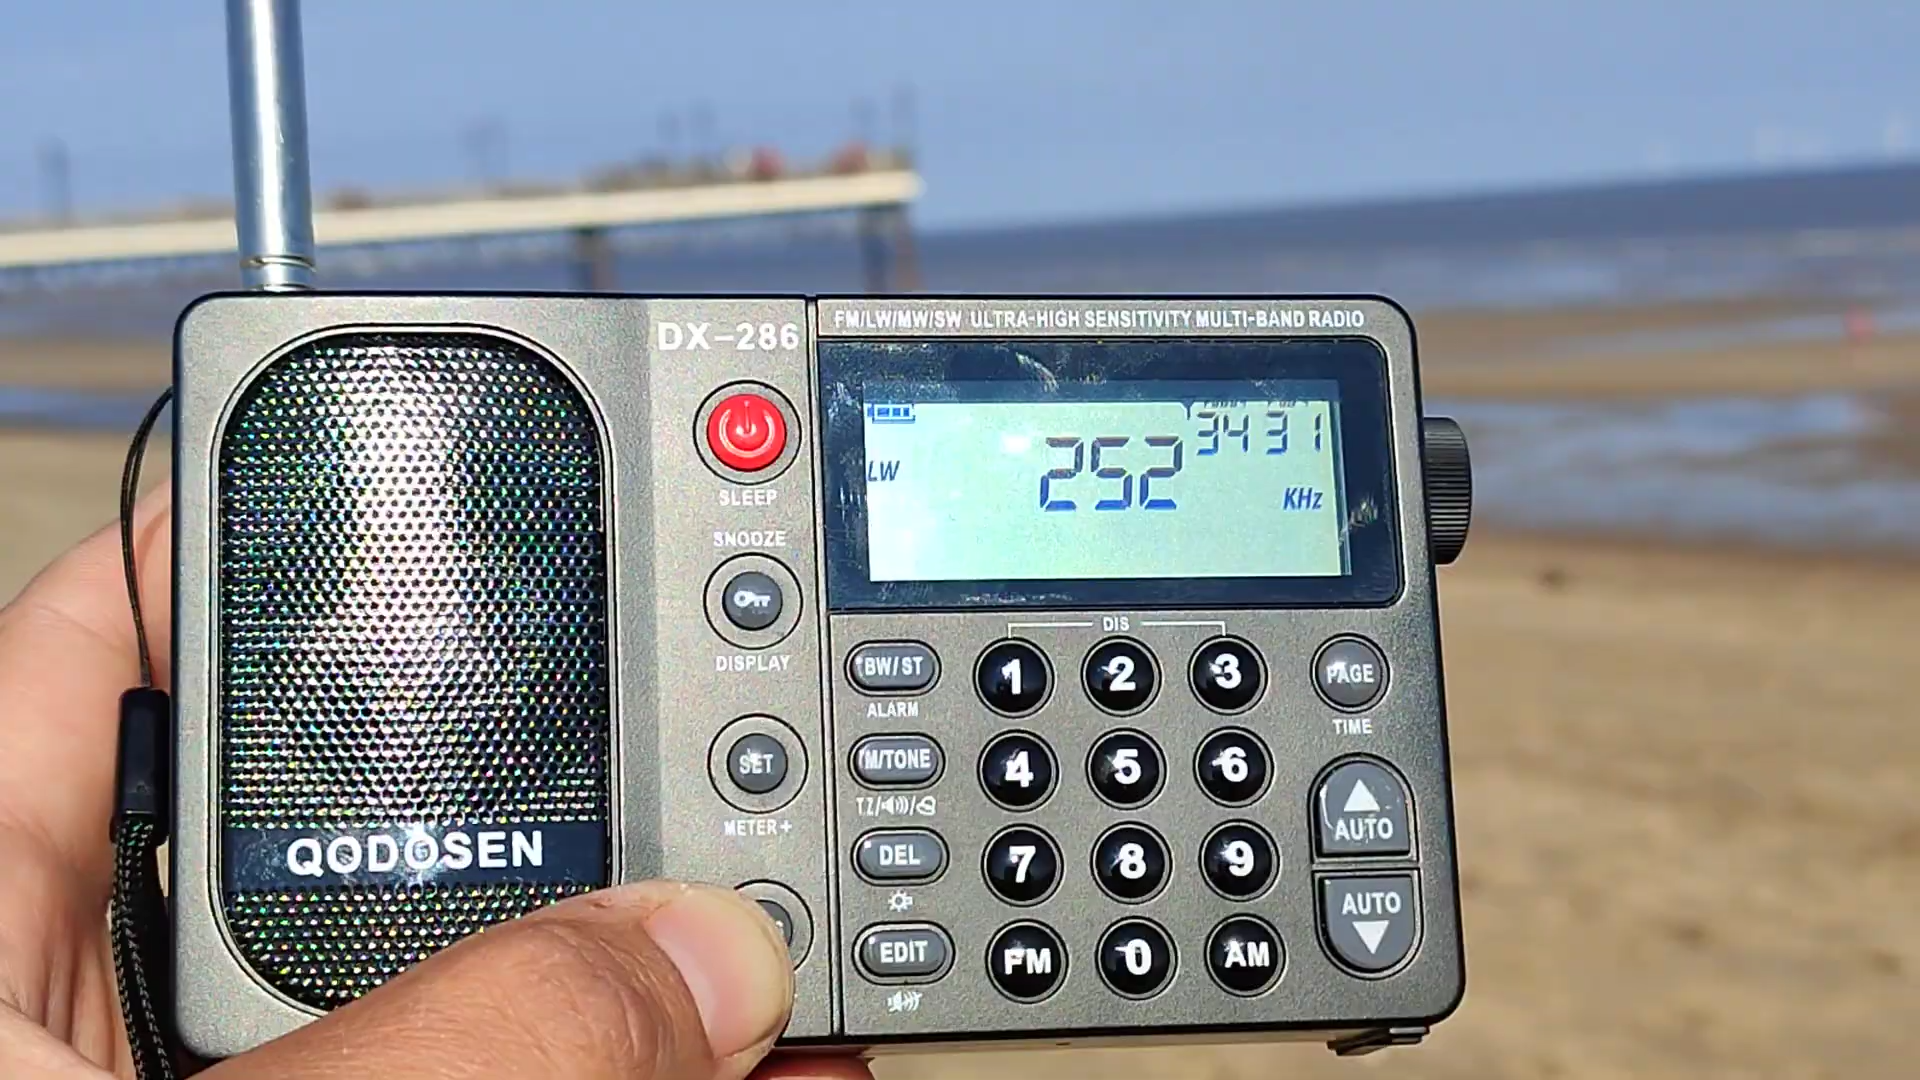 FM/LW/MW/SW ULTRA-HIGH SENSITIVITY MULTI-BAND RADIO
DX-286
3431
252
LW
KHz
SLEEP
SNOOZE
DISPLAY
SET
METER+
QODOSEN
DIS
BW/ST
1
2
3
PAGE
ALARM
TIME
M/TONE
4
5
6
AUTO
TZ/
DEL
7
8
9
AUTO
EDIT
FM
0
AM